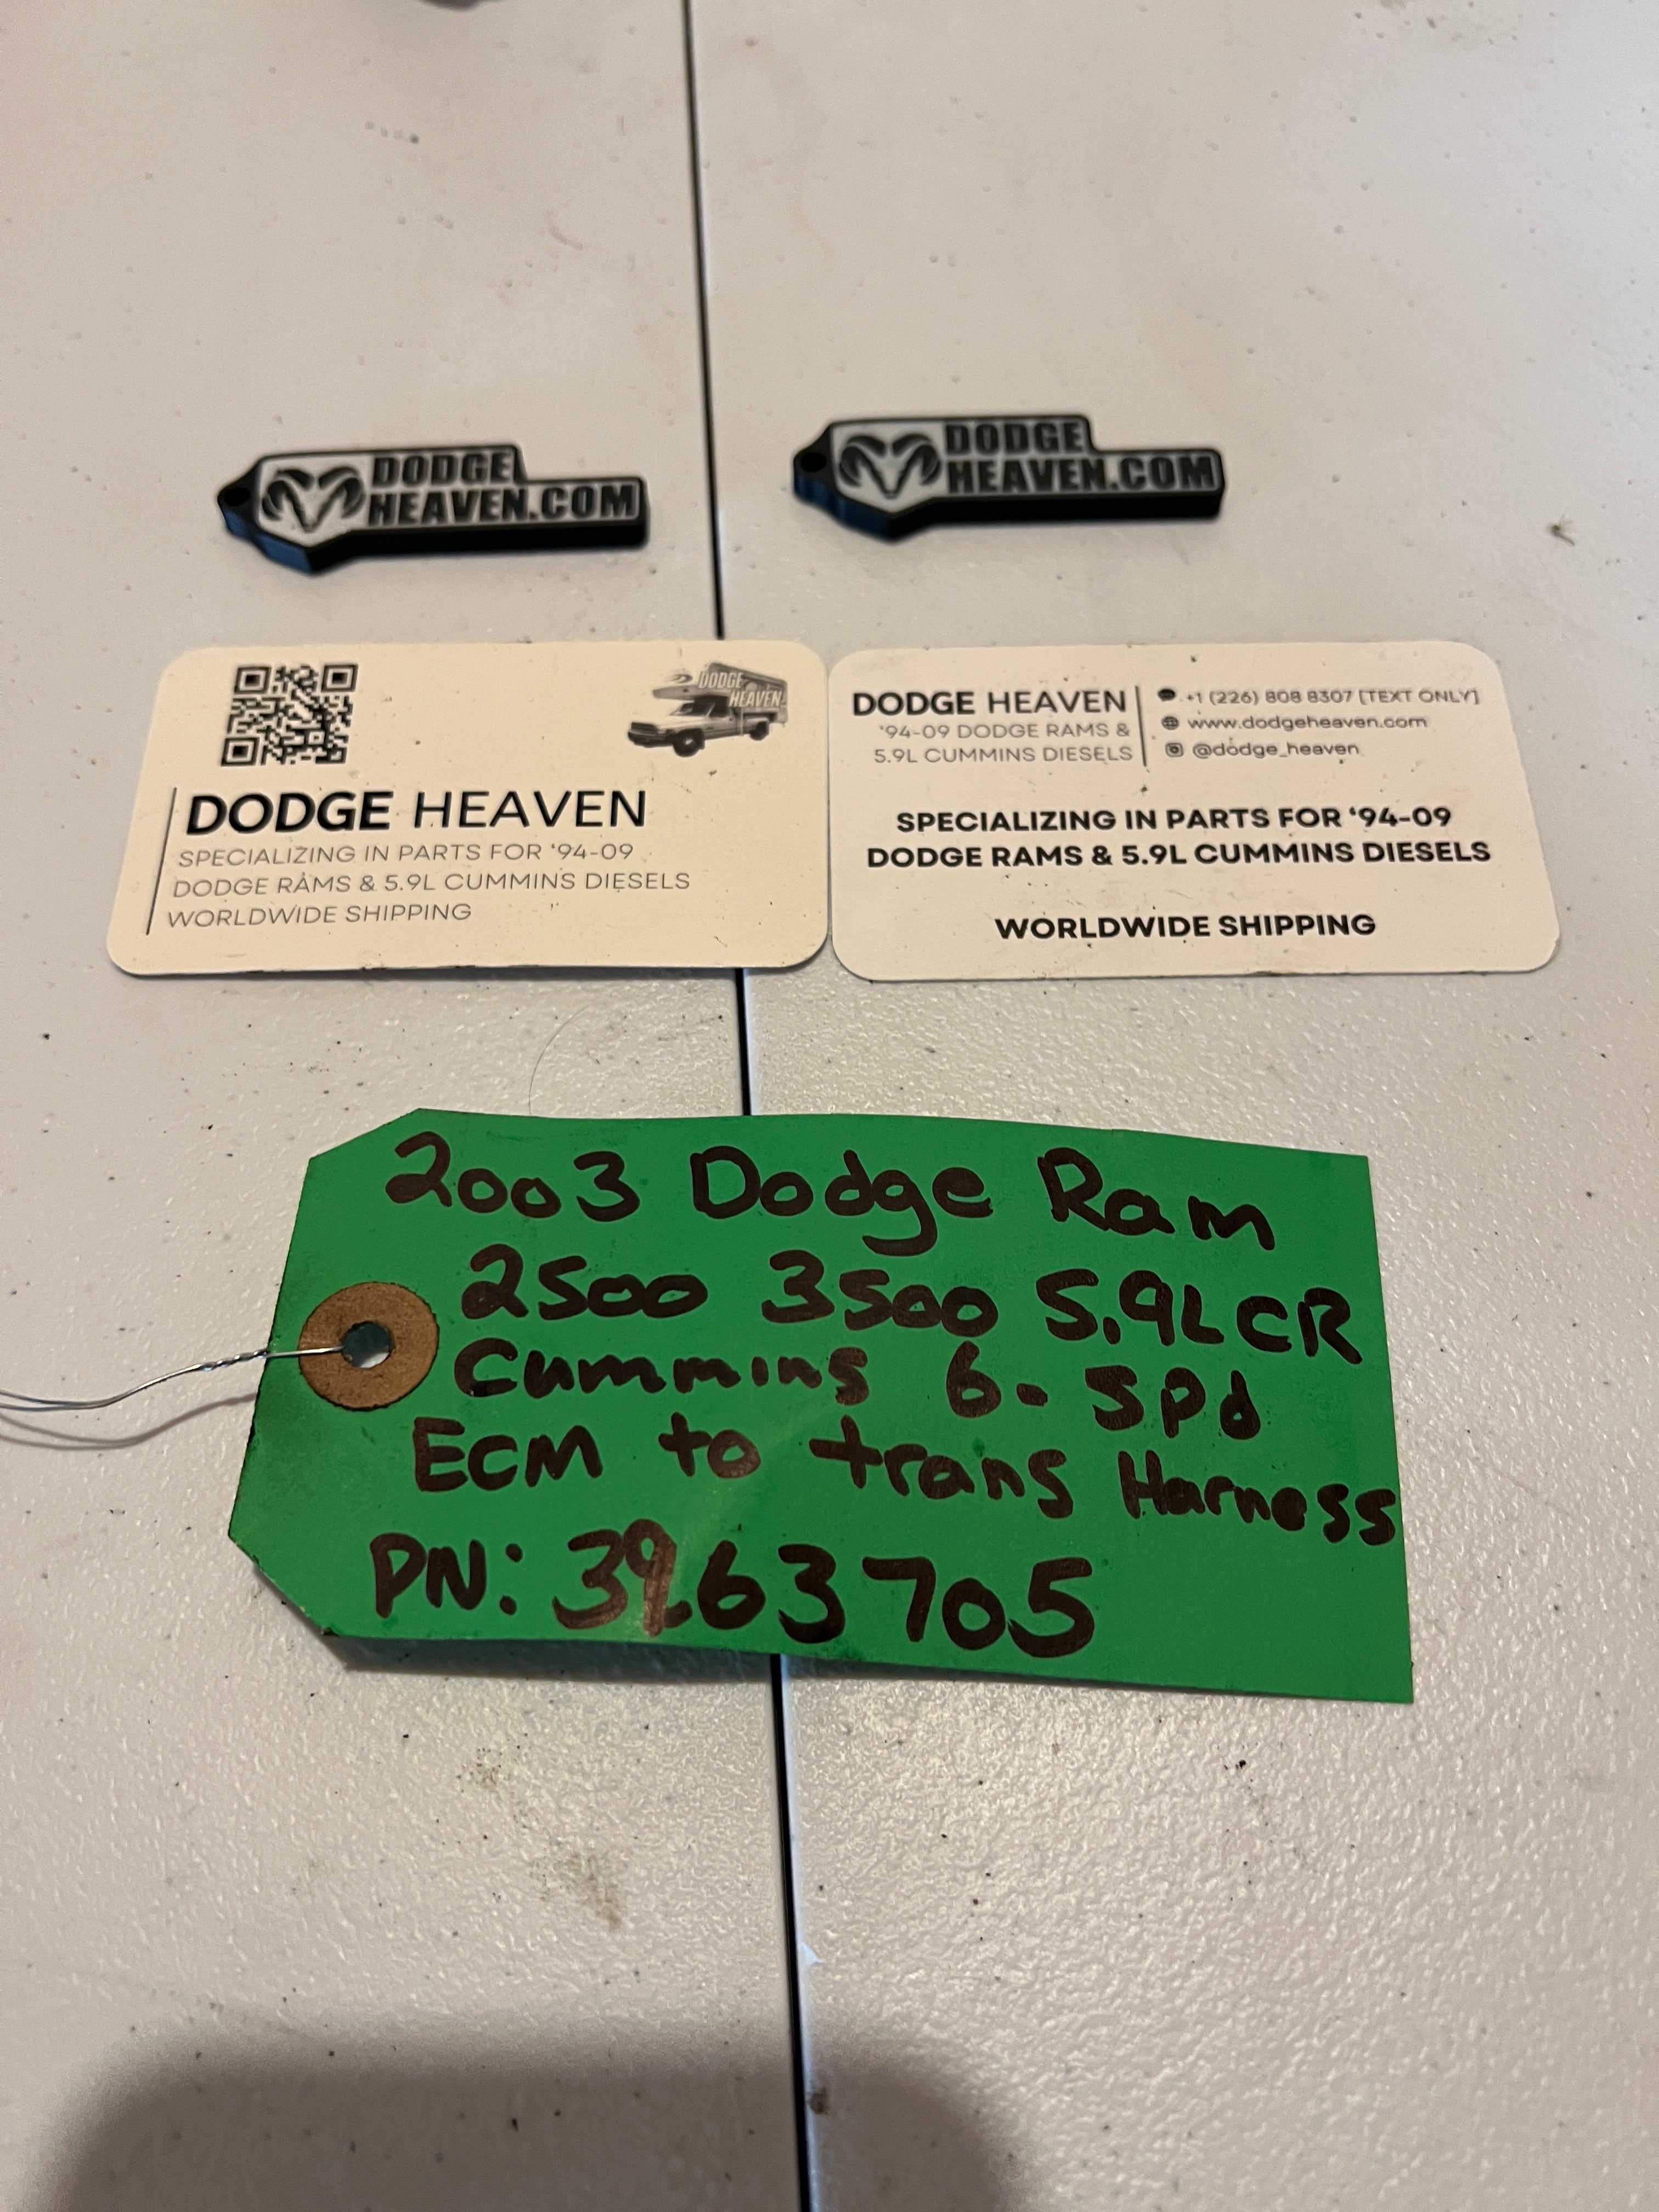 DODGE
HEAVEN.COM
DODGE
HEAVEN.COM
DODGE
HEAVEN
DODGE HEAVEN
SPECIALIZING IN PARTS FOR '94-09
DODGE RAMS & 5.9L CUMMINS DIESELS
WORLDWIDE SHIPPING
DODGE HEAVEN
'94-09 DODGE RAMS &
5.9L CUMMINS DIESELS
+1 (226) 808 8307 [TEXT ONLY]
www.dodgeheaven.com
@dodge_heaven
SPECIALIZING IN PARTS FOR '94-09
DODGE RAMS & 5.9L CUMMINS DIESELS
WORLDWIDE SHIPPING
2003 Dodge Ram
2500 3500 5.9L CR
Cummins 6-Spd
ECM to trans Harness
PN: 3963705